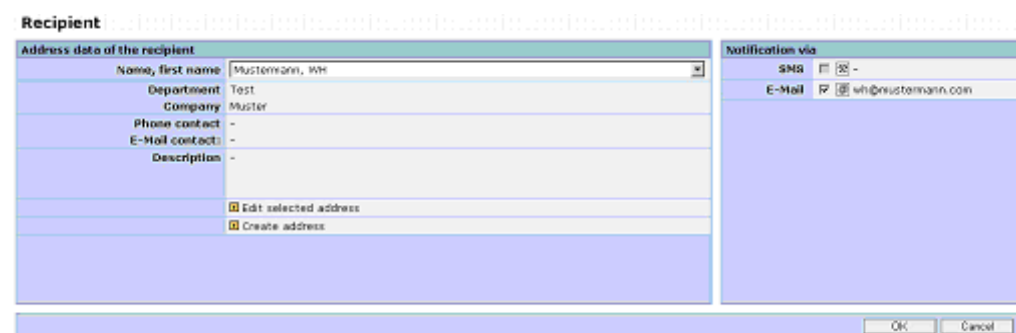 Recipient
Address data of the recipient
Name, first name Mustermann, WH
Department Test
Company Muster
Phone contact -
E-Mail contact: -
Description -
Edit selected address
Create address
Notification via
SMS -
E-Mail wh@mustermann.com
OK Cancel